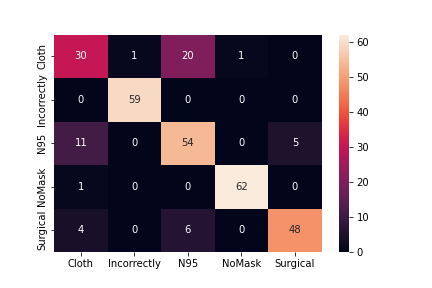 Cloth 30 1 20 1 0
Incorrectly 0 59 0 0 0
N95 11 0 54 0 5
NoMask 1 0 0 62 0
Surgical 4 0 6 0 48
Cloth Incorrectly N95 NoMask Surgical
60
50
40
30
20
10
0